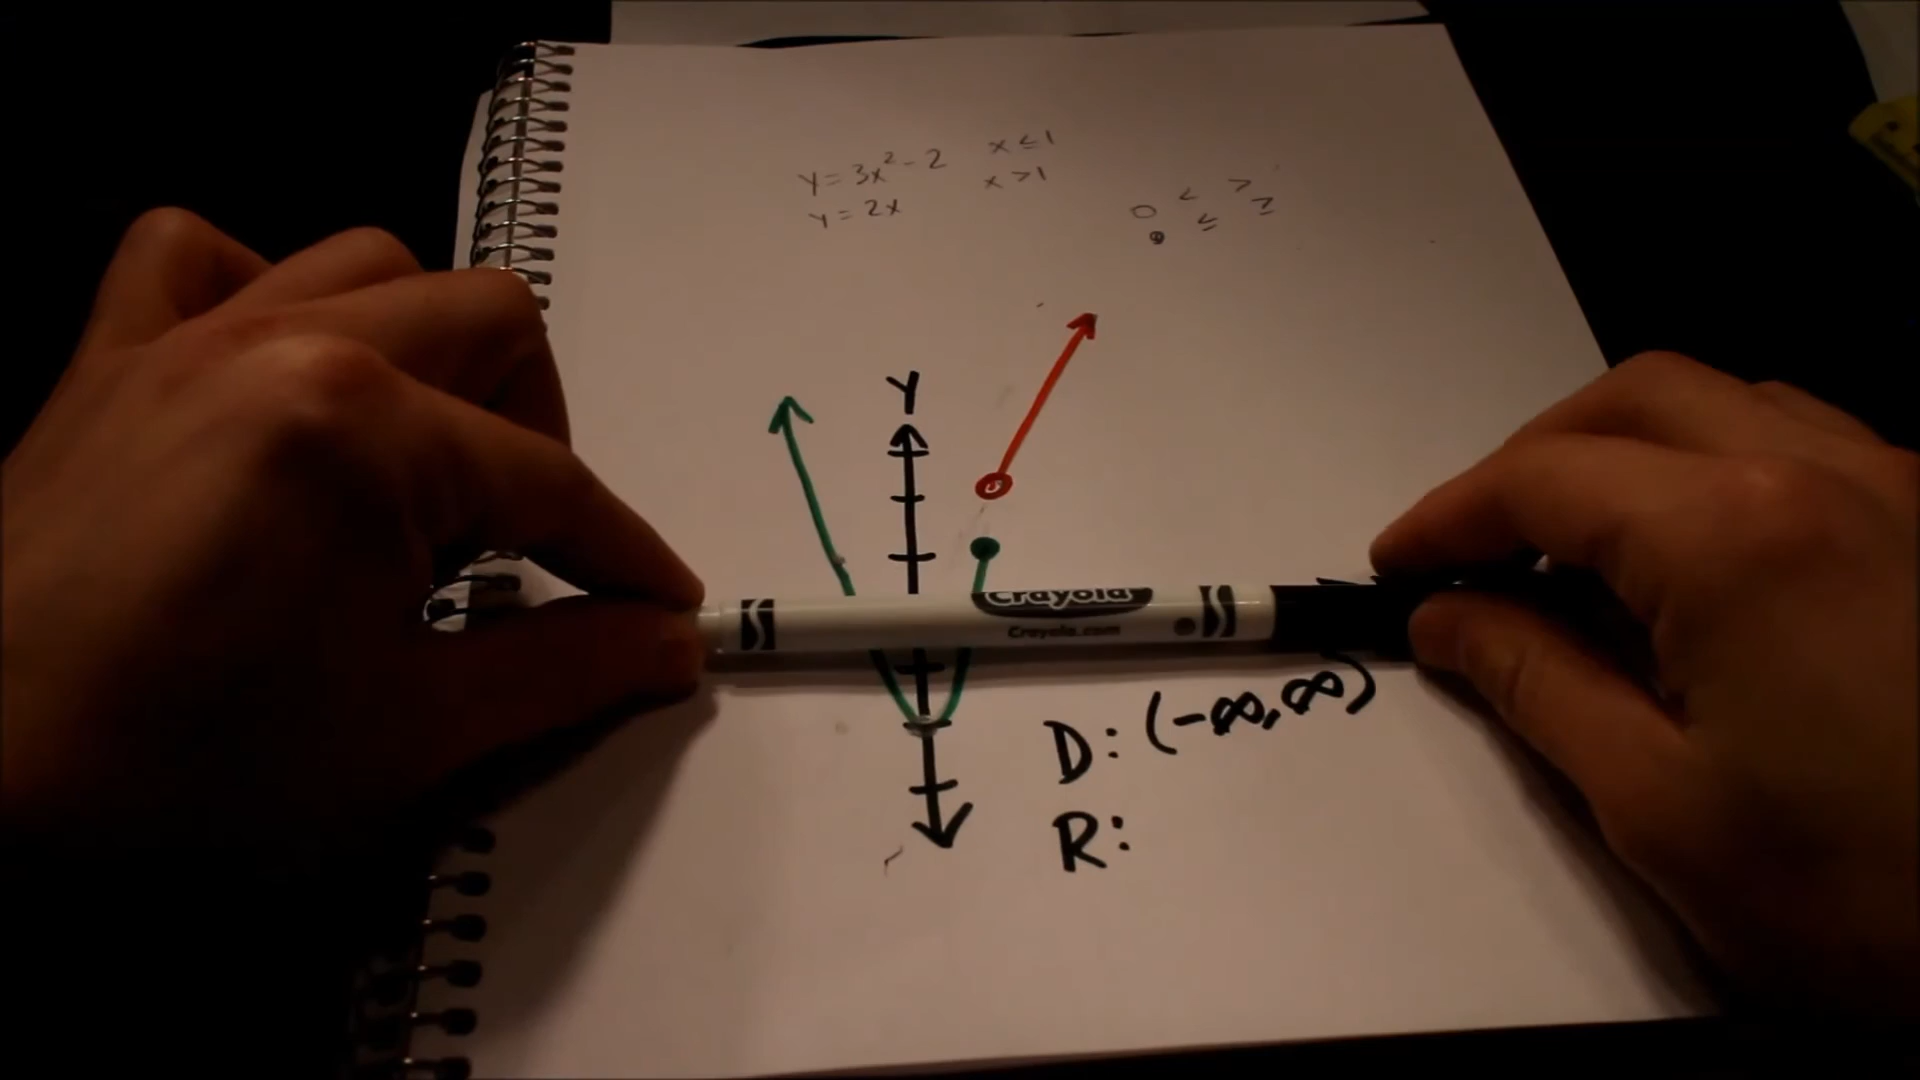 y = 3x² - 2 x ≤ 1
y = 2x x > 1
○ < >
● ≤ ≥
Y
Crayola
Crayola.com
D: (-∞, ∞)
R: